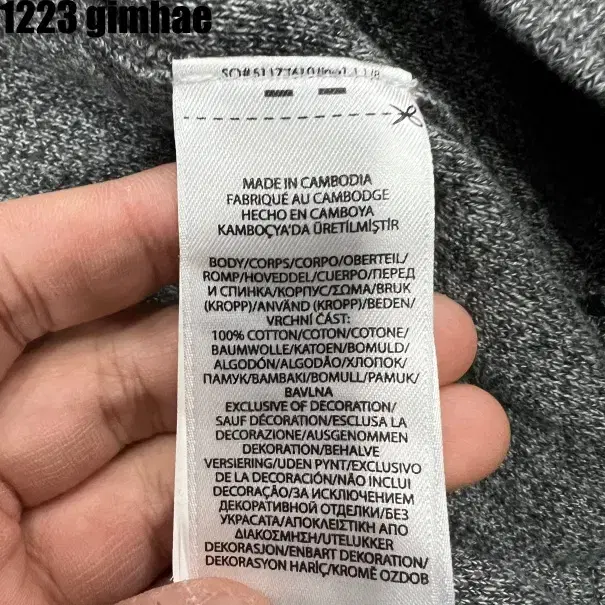 1223 gimhae
MADE IN CAMBODIA
FABRIQUÉ AU CAMBODGE
HECHO EN CAMBOYA
KAMBOÇYA'DA ÜRETİLMİŞTİR
BODY/CORPS/CORPO/OBERTEIL/
ROMP/HOVEDDEL/CUERPO/ПЕРЕД
И СПИНКА/КОРПУС/ΣΩΜΑ/BRUK
(KROPP)/ANVÄND (KROPP)/BEDEN/
VRCHNÍ ČÁST:
100% COTTON/COTON/COTONE/
BAUMWOLLE/KATOEN/BOMULD/
ALGODÓN/ALGODÃO/ХЛОПОК/
ПАМУК/ΒΑΜΒΑΚΙ/BOMULL/PAMUK/
BAVLNA
EXCLUSIVE OF DECORATION/
SAUF DÉCORATION/ESCLUSA LA
DECORAZIONE/AUSGENOMMEN
DEKORATION/BEHALVE
VERSIERING/UDEN PYNT/EXCLUSIVO
DE LA DECORACIÓN/NÃO INCLUI
DECORAÇÃO/ЗА ИСКЛЮЧЕНИЕМ
ДЕКОРАТИВНОЙ ОТДЕЛКИ/БЕЗ
УКРАСАТА/ΑΠΟΚΛΕΙΣΤΙΚΗ ΑΠΟ
ΔΙΑΚΟΣΜΗΣΗ/UTELUKKER
DEKORASJON/ENBART DEKORATION/
DEKORASYON HARİÇ/KROMĚ OZDOB